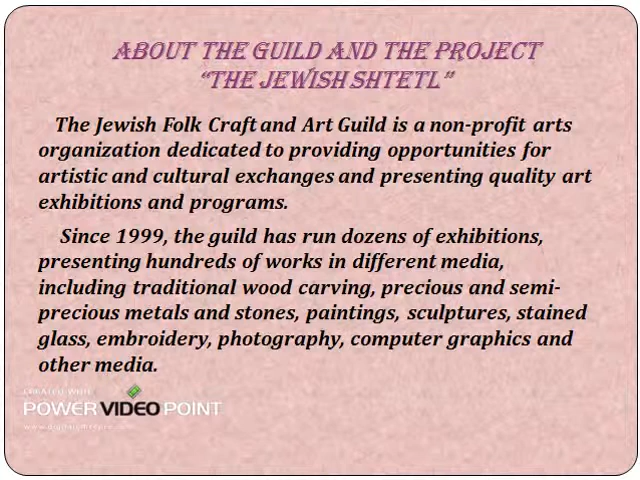 ABOUT THE GUILD AND THE PROJECT
"THE JEWISH SHTETL"
The Jewish Folk Craft and Art Guild is a non-profit arts
organization dedicated to providing opportunities for
artistic and cultural exchanges and presenting quality art
exhibitions and programs.
Since 1999, the guild has run dozens of exhibitions,
presenting hundreds of works in different media,
including traditional wood carving, precious and semi-
precious metals and stones, paintings, sculptures, stained
glass, embroidery, photography, computer graphics and
other media.
CREATED WITH
POWER VIDEO POINT